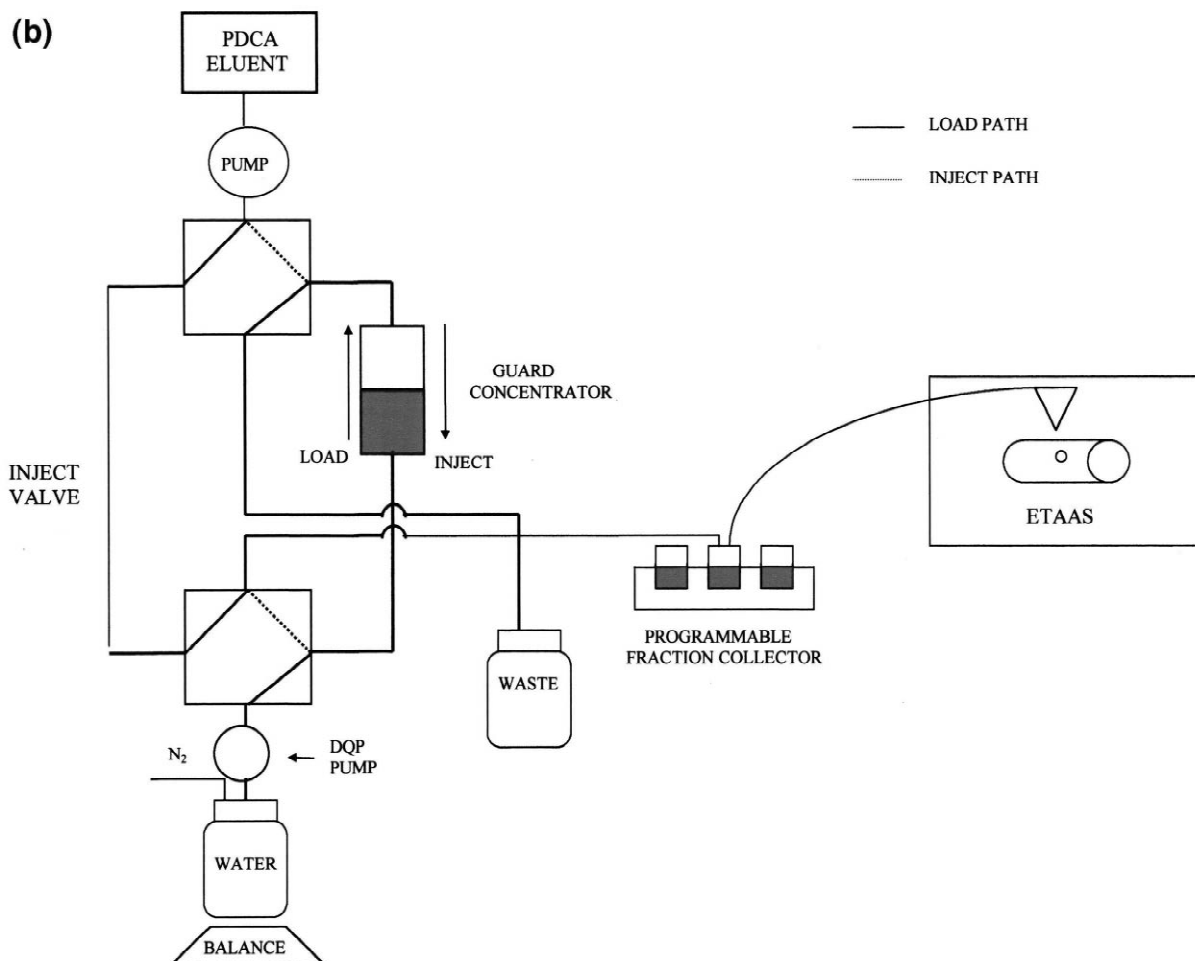 (b)
PDCA
ELUENT
PUMP
LOAD PATH
INJECT PATH
GUARD
CONCENTRATOR
LOAD
INJECT
INJECT
VALVE
ETAAS
PROGRAMMABLE
FRACTION COLLECTOR
WASTE
N₂
DQP
PUMP
WATER
BALANCE